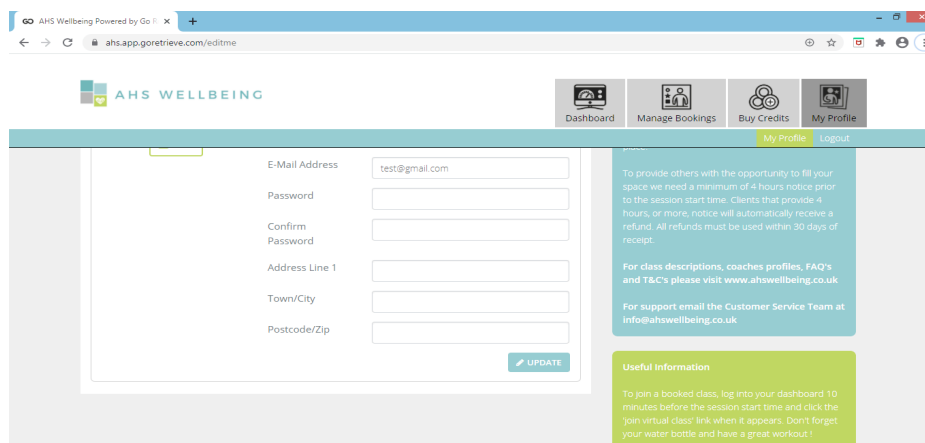 GO AHS Wellbeing Powered by Go R
ahs.app.goretrieve.com/editme
AHS WELLBEING
Dashboard
Manage Bookings
Buy Credits
My Profile
My Profile Logout
E-Mail Address
test@gmail.com
Password
Confirm
Password
Address Line 1
Town/City
Postcode/Zip
UPDATE
place.
To provide others with the opportunity to fill your
space we need a minimum of 4 hours notice prior
to the session start time. Clients that provide 4
hours, or more, notice will automatically receive a
refund. All refunds must be used within 30 days of
receipt.
For class descriptions, coaches profiles, FAQ's
and T&C's please visit www.ahswellbeing.co.uk
For support email the Customer Service Team at
info@ahswellbeing.co.uk
Useful Information
To join a booked class, log into your dashboard 10
minutes before the session start time and click the
'join virtual class' link when it appears. Don't forget
your water bottle and have a great workout !